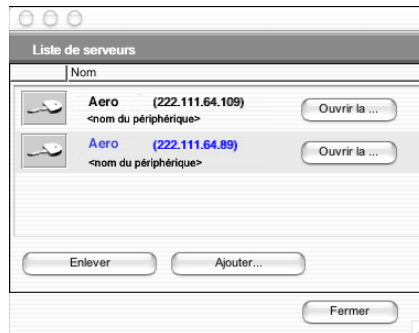 Liste de serveurs
Nom
Aero (222.111.64.109) Ouvrir la ...
<nom du périphérique>
Aero (222.111.64.89) Ouvrir la ...
<nom du périphérique>
Enlever Ajouter...
Fermer